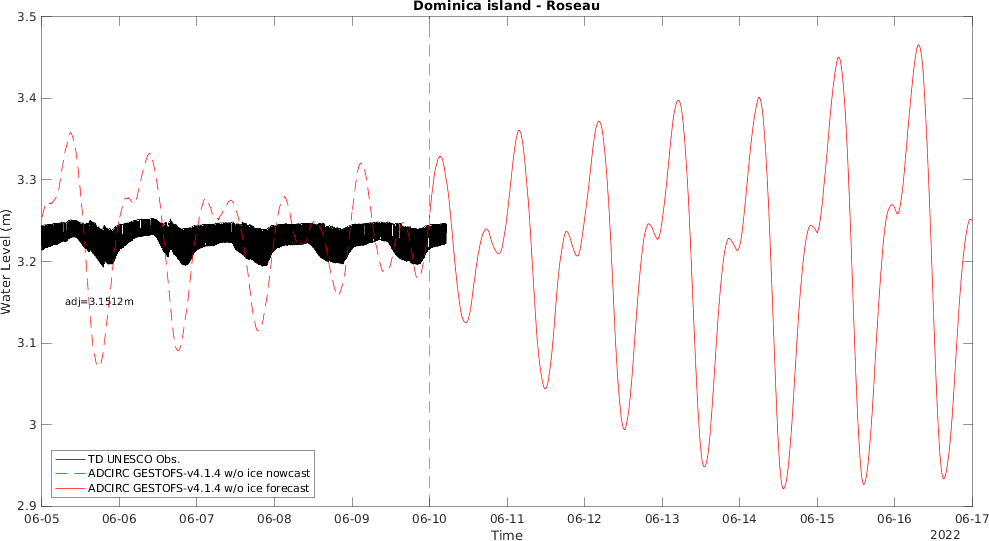 Dominica island - Roseau
3.5
3.4
3.3
3.2
3.1
3
2.9
Water Level (m)
adj=3.1512m
TD UNESCO Obs.
ADCIRC GESTOFS-v4.1.4 w/o ice nowcast
ADCIRC GESTOFS-v4.1.4 w/o ice forecast
06-05 06-06 06-07 06-08 06-09 06-10 06-11 06-12 06-13 06-14 06-15 06-16 06-17
Time
2022